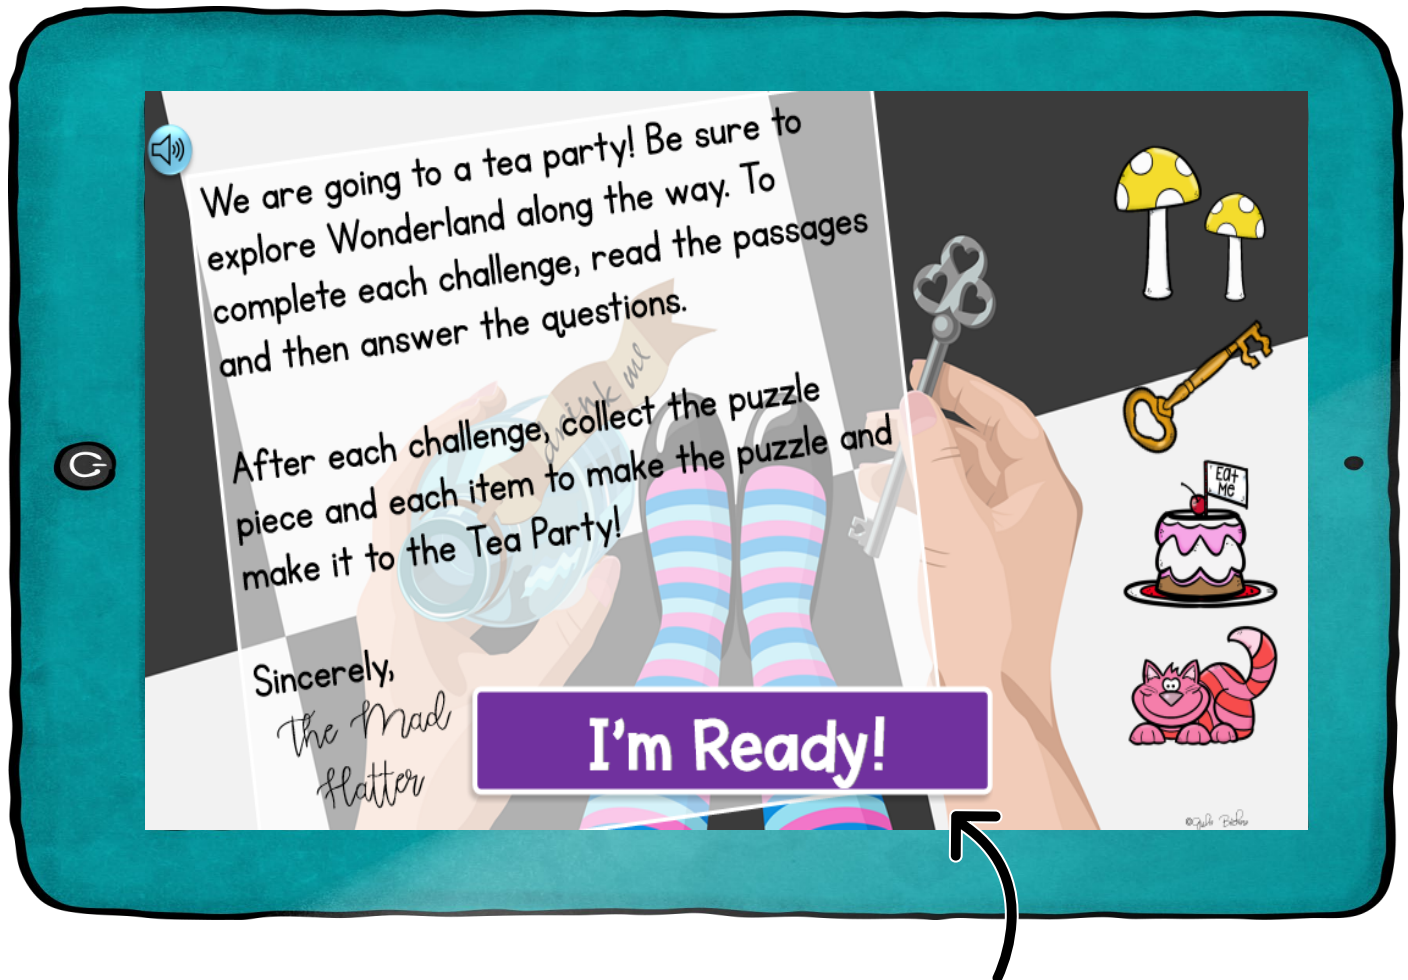 We are going to a tea party! Be sure to
explore Wonderland along the way. To
complete each challenge, read the passages
and then answer the questions.
After each challenge, collect the puzzle
piece and each item to make the puzzle and
make it to the Tea Party!
Sincerely,
The Mad
Hatter
I'm Ready!
drink me
Eat
Me